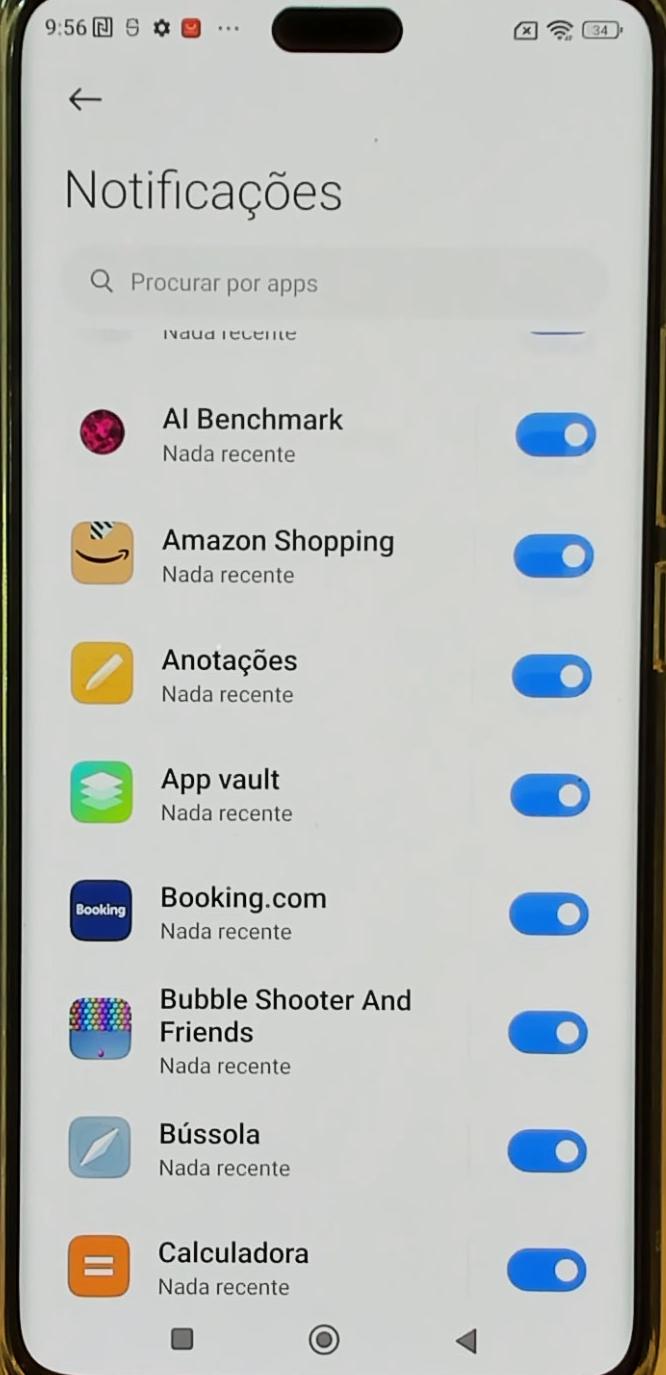 9:56
34
Notificações
Procurar por apps
Nada recente
AI Benchmark
Nada recente
Amazon Shopping
Nada recente
Anotações
Nada recente
App vault
Nada recente
Booking
Booking.com
Nada recente
Bubble Shooter And
Friends
Nada recente
Bússola
Nada recente
Calculadora
Nada recente